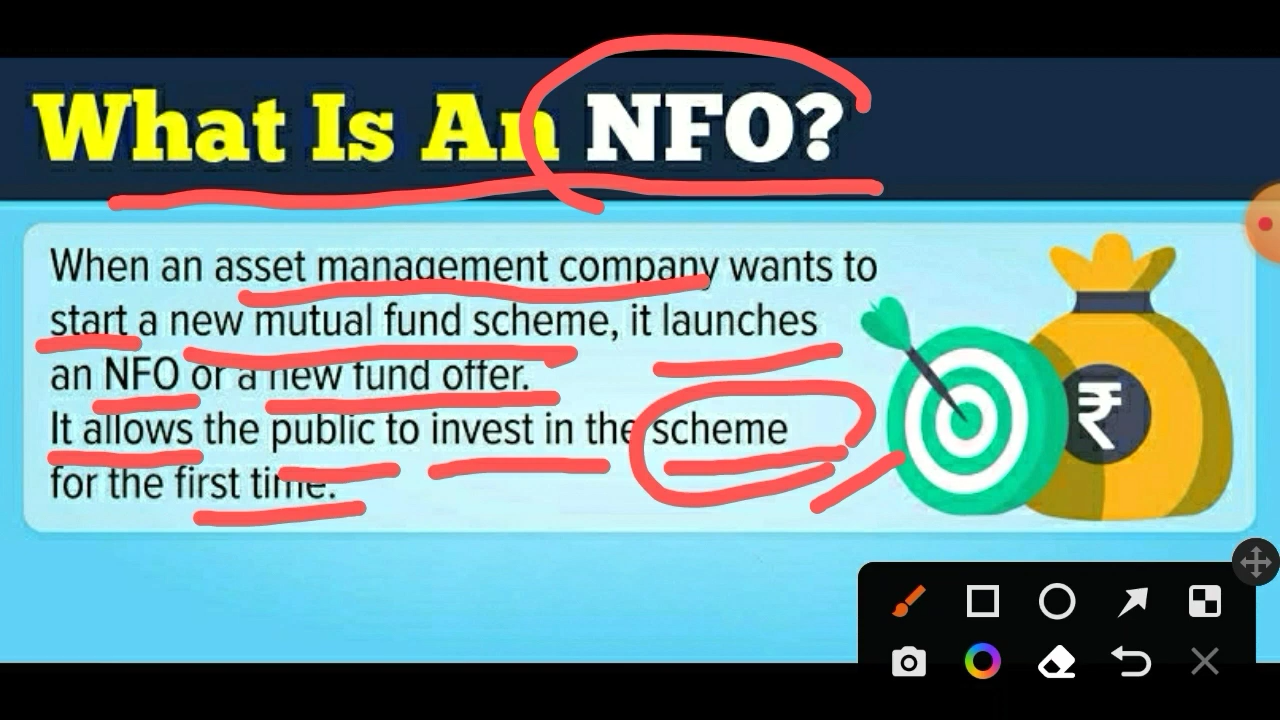 What Is An NFO?
When an asset management company wants to
start a new mutual fund scheme, it launches
an NFO or a new fund offer.
It allows the public to invest in the scheme
for the first time.
₹